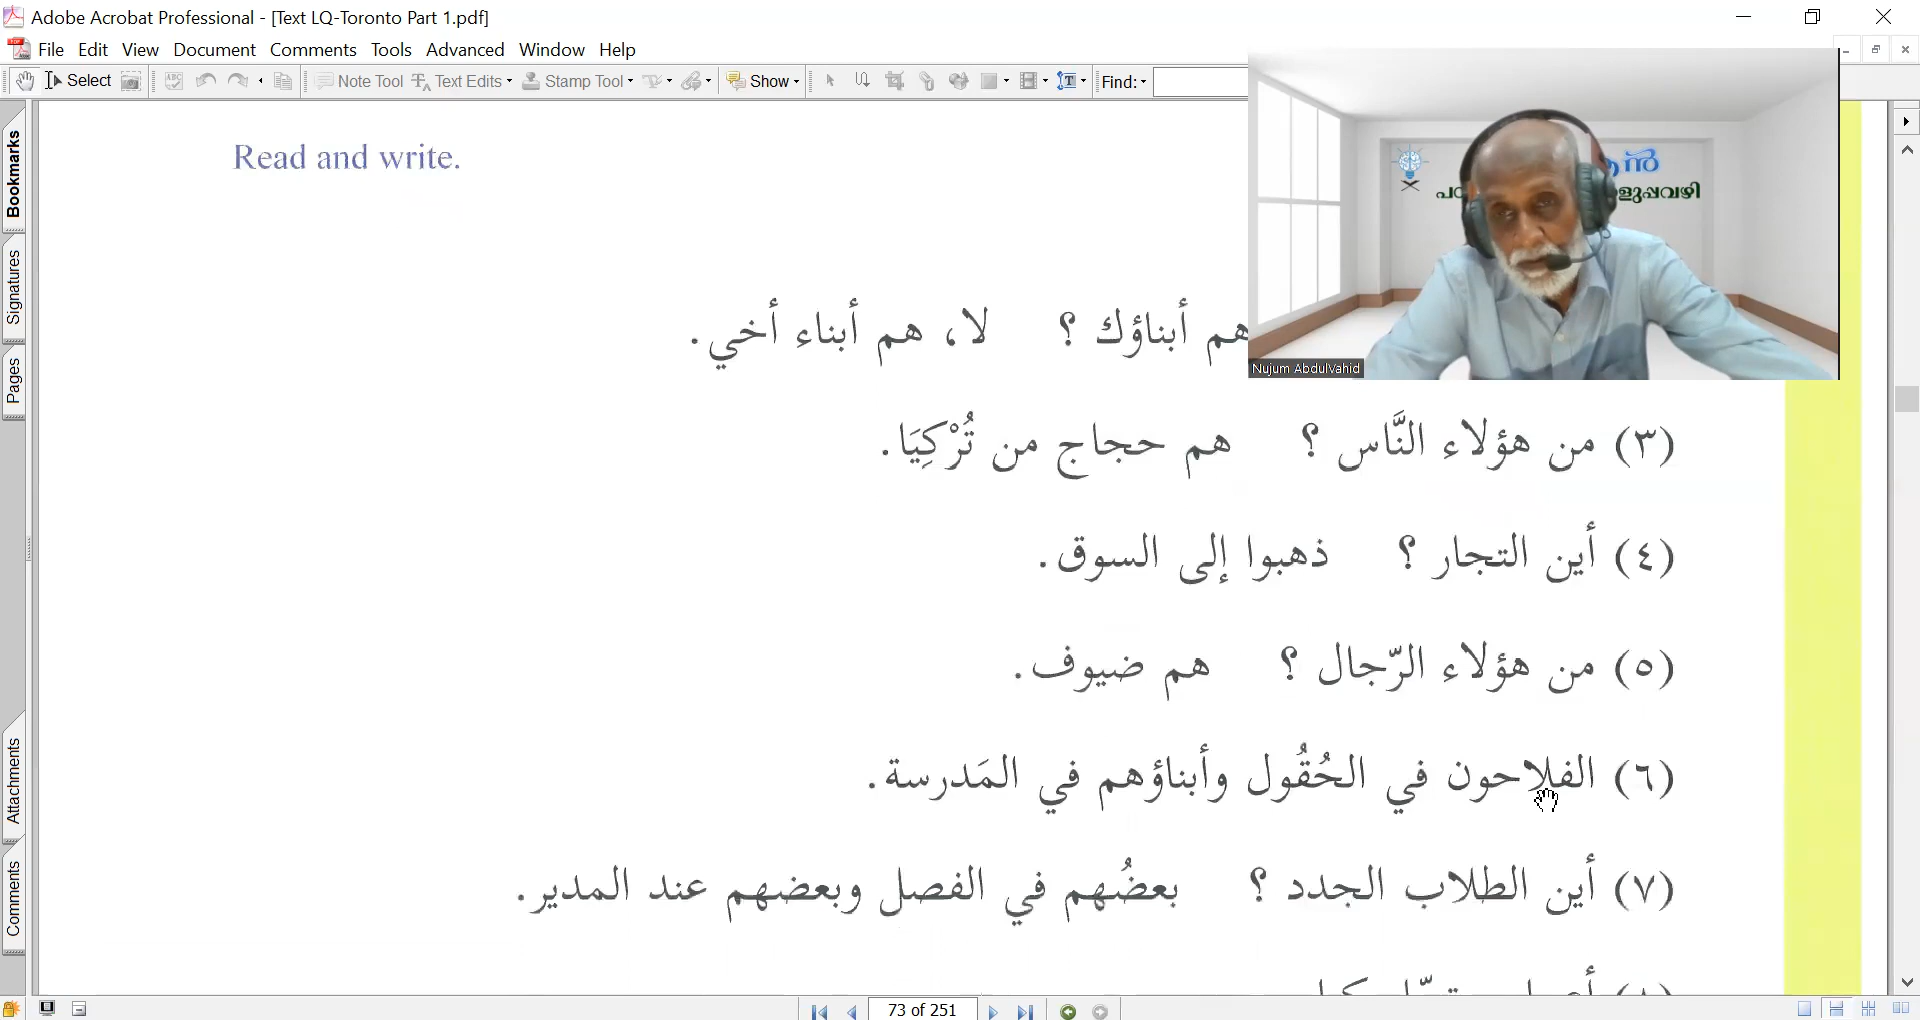 Adobe Acrobat Professional - [Text LQ-Toronto Part 1.pdf]
File Edit View Document Comments Tools Advanced Window Help
Select Note Tool Text Edits Stamp Tool Show Find:
Bookmarks
Signatures
Pages
Attachments
Comments
Read and write.
Nujum AbdulVahid
هم أبناؤك ؟ لا، هم أبناء أخي.
(٣) من هؤلاء النَّاس ؟ هم حجاج من تُرْكِيَا.
(٤) أين التجار ؟ ذهبوا إلى السوق.
(٥) من هؤلاء الرّجال ؟ هم ضيوف.
(٦) الفلاحون في الحُقُول وأبناؤهم في المَدرسة.
(٧) أين الطلاب الجدد ؟ بعضُهم في الفصل وبعضهم عند المدير.
73 of 251